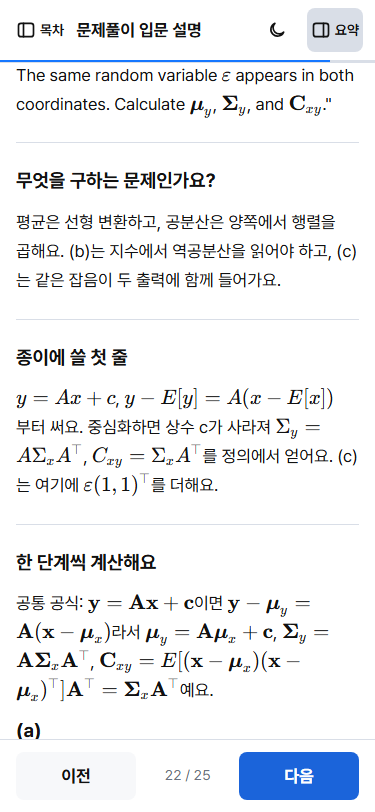 목차 문제풀이 입문 설명 요약
The same random variable ε appears in both
coordinates. Calculate μ_y, Σ_y, and C_xy."
무엇을 구하는 문제인가요?
평균은 선형 변환하고, 공분산은 양쪽에서 행렬을
곱해요. (b)는 지수에서 역공분산을 읽어야 하고, (c)
는 같은 잡음이 두 출력에 함께 들어가요.
종이에 쓸 첫 줄
y = Ax + c, y − E[y] = A(x − E[x])
부터 써요. 중심화하면 상수 c가 사라져 Σ_y =
AΣ_xA^⊤, C_xy = Σ_xA^⊤를 정의에서 얻어요. (c)
는 여기에 ε(1, 1)^⊤를 더해요.
한 단계씩 계산해요
공통 공식: y = Ax + c이면 y − μ_y =
A(x − μ_x)라서 μ_y = Aμ_x + c, Σ_y =
AΣ_xA^⊤, C_xy = E[(x − μ_x)(x −
μ_x)^⊤]A^⊤ = Σ_xA^⊤예요.
(a)
이전 22 / 25 다음